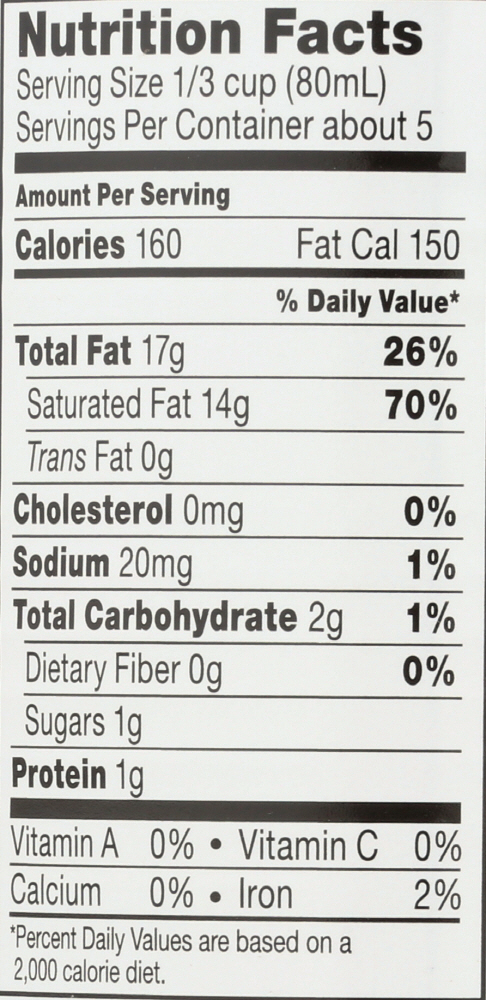 Nutrition Facts
Serving Size 1/3 cup (80mL)
Servings Per Container about 5
Amount Per Serving
Calories 160 Fat Cal 150
% Daily Value*
Total Fat 17g 26%
Saturated Fat 14g 70%
Trans Fat 0g
Cholesterol 0mg 0%
Sodium 20mg 1%
Total Carbohydrate 2g 1%
Dietary Fiber 0g 0%
Sugars 1g
Protein 1g
Vitamin A 0% • Vitamin C 0%
Calcium 0% • Iron 2%
*Percent Daily Values are based on a
2,000 calorie diet.